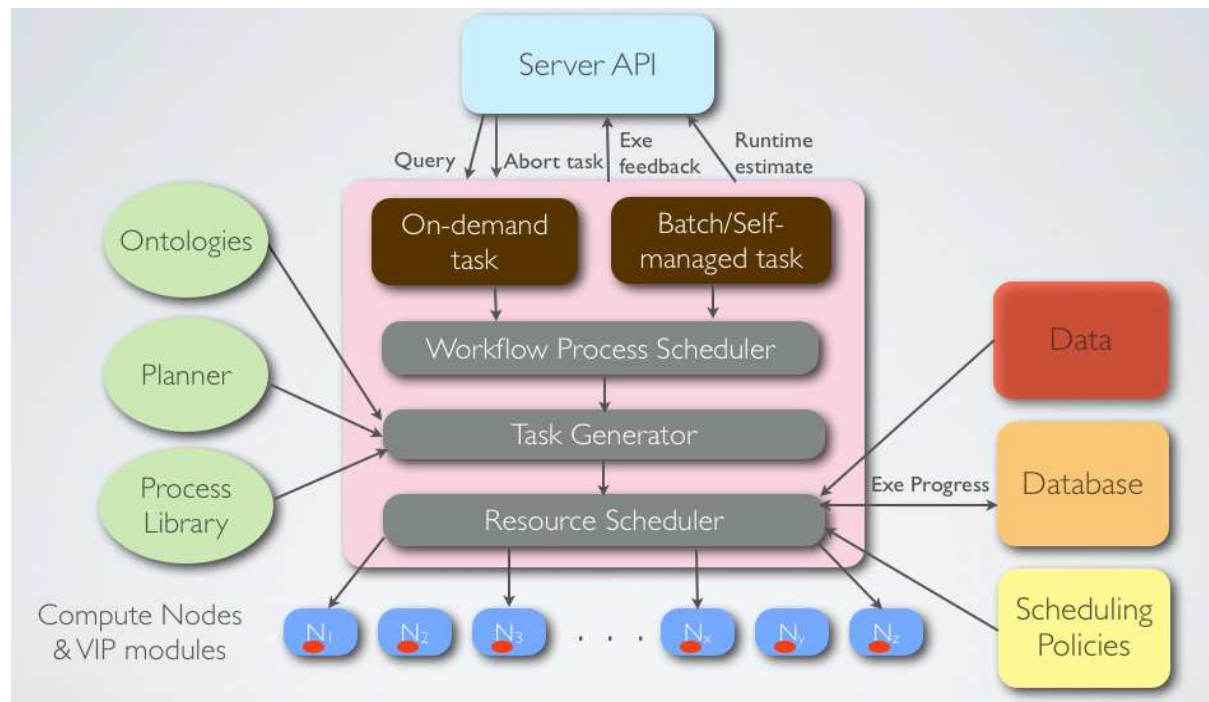 Server API
Query
Abort task
Exe
feedback
Runtime
estimate
On-demand
task
Batch/Self-
managed task
Ontologies
Workflow Process Scheduler
Data
Planner
Task Generator
Exe Progress
Database
Process
Library
Resource Scheduler
Compute Nodes
& VIP modules
N1
N2
N3
. . .
Nx
Ny
Nz
Scheduling
Policies